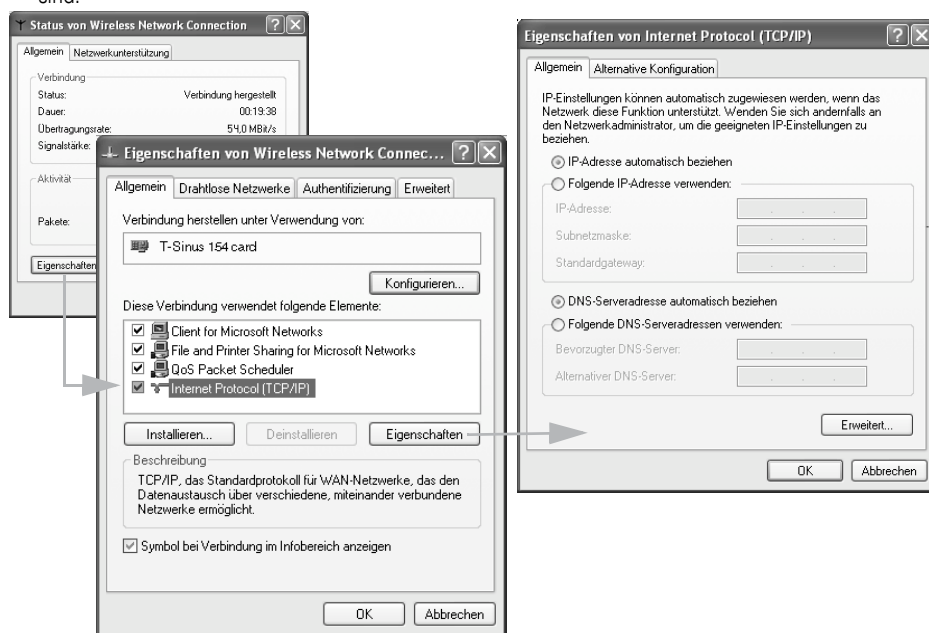 sind.
Status von Wireless Network Connection
Allgemein Netzwerkunterstützung
Verbindung
Status: Verbindung hergestellt
Dauer: 00:19:38
Übertragungsrate: 54,0 MBit/s
Signalstärke:
Aktivität
Pakete:
Eigenschaften
Eigenschaften von Wireless Network Connec...
Allgemein Drahtlose Netzwerke Authentifizierung Erweitert
Verbindung herstellen unter Verwendung von:
T-Sinus 154 card
Konfigurieren...
Diese Verbindung verwendet folgende Elemente:
Client for Microsoft Networks
File and Printer Sharing for Microsoft Networks
QoS Packet Scheduler
Internet Protocol (TCP/IP)
Installieren... Deinstallieren Eigenschaften
Beschreibung
TCP/IP, das Standardprotokoll für WAN-Netzwerke, das den
Datenaustausch über verschiedene, miteinander verbundene
Netzwerke ermöglicht.
Symbol bei Verbindung im Infobereich anzeigen
OK Abbrechen
Eigenschaften von Internet Protocol (TCP/IP)
Allgemein Alternative Konfiguration
IP-Einstellungen können automatisch zugewiesen werden, wenn das
Netzwerk diese Funktion unterstützt. Wenden Sie sich andernfalls an
den Netzwerkadministrator, um die geeigneten IP-Einstellungen zu
beziehen.
IP-Adresse automatisch beziehen
Folgende IP-Adresse verwenden:
IP-Adresse:
Subnetzmaske:
Standardgateway:
DNS-Serveradresse automatisch beziehen
Folgende DNS-Serveradressen verwenden:
Bevorzugter DNS-Server:
Alternativer DNS-Server:
Erweitert...
OK Abbrechen